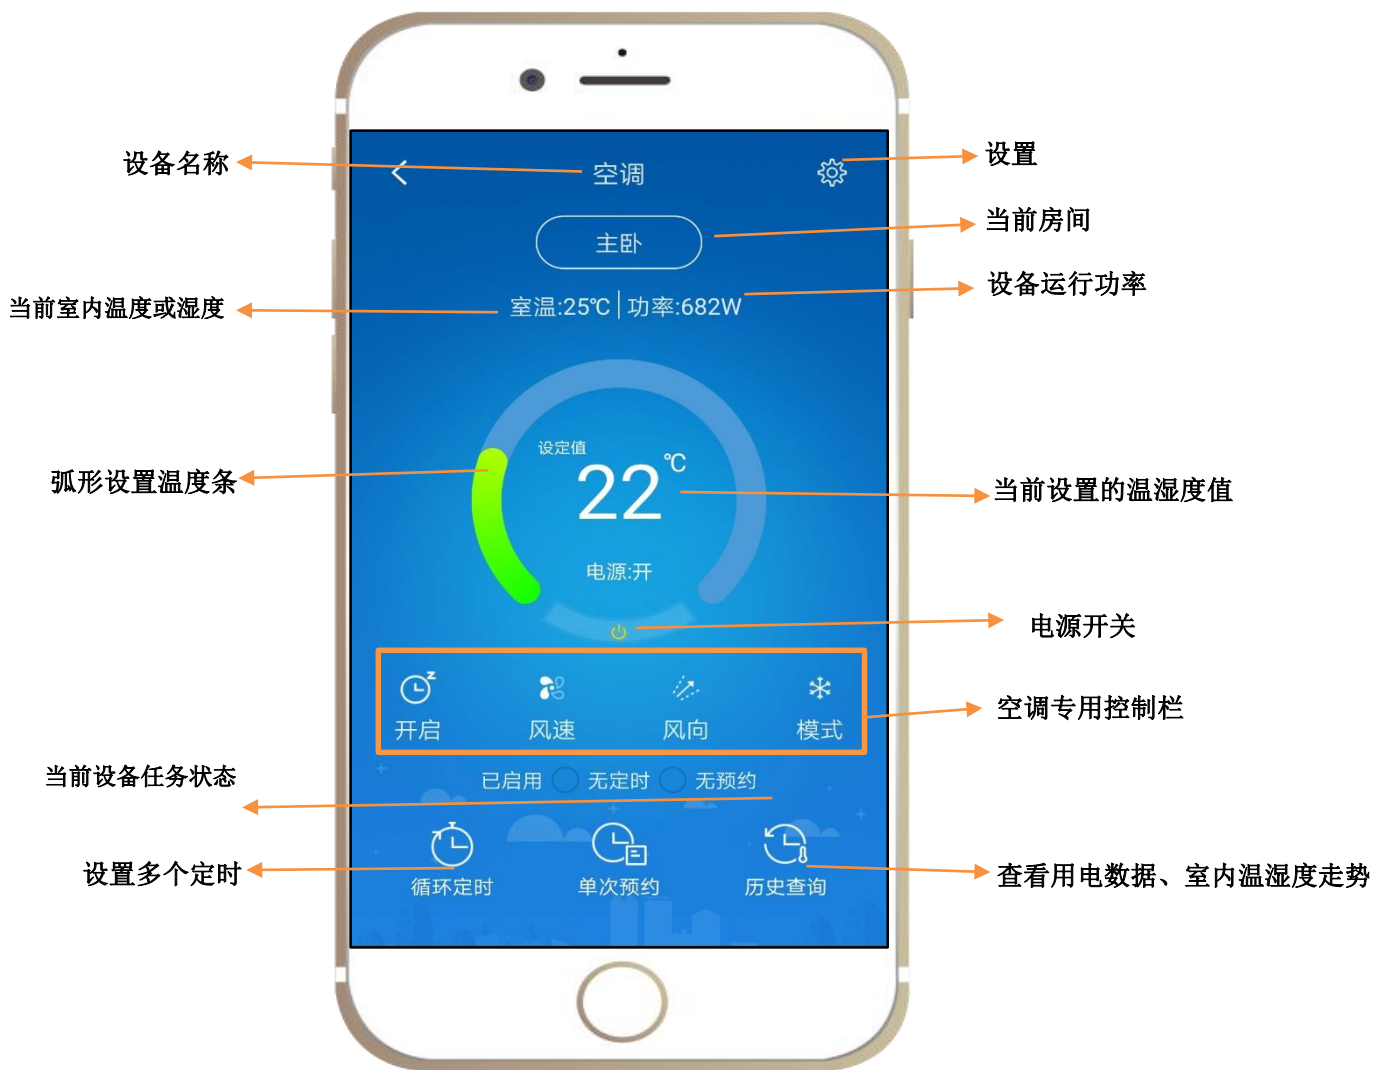 设备名称
空调
设置
主卧
当前房间
当前室内温度或湿度
室温:25℃
功率:682W
设备运行功率
弧形设置温度条
设定值
22℃
当前设置的温湿度值
电源:开
电源开关
开启
风速
风向
模式
空调专用控制栏
当前设备任务状态
已启用
无定时
无预约
设置多个定时
循环定时
单次预约
历史查询
查看用电数据、室内温湿度走势